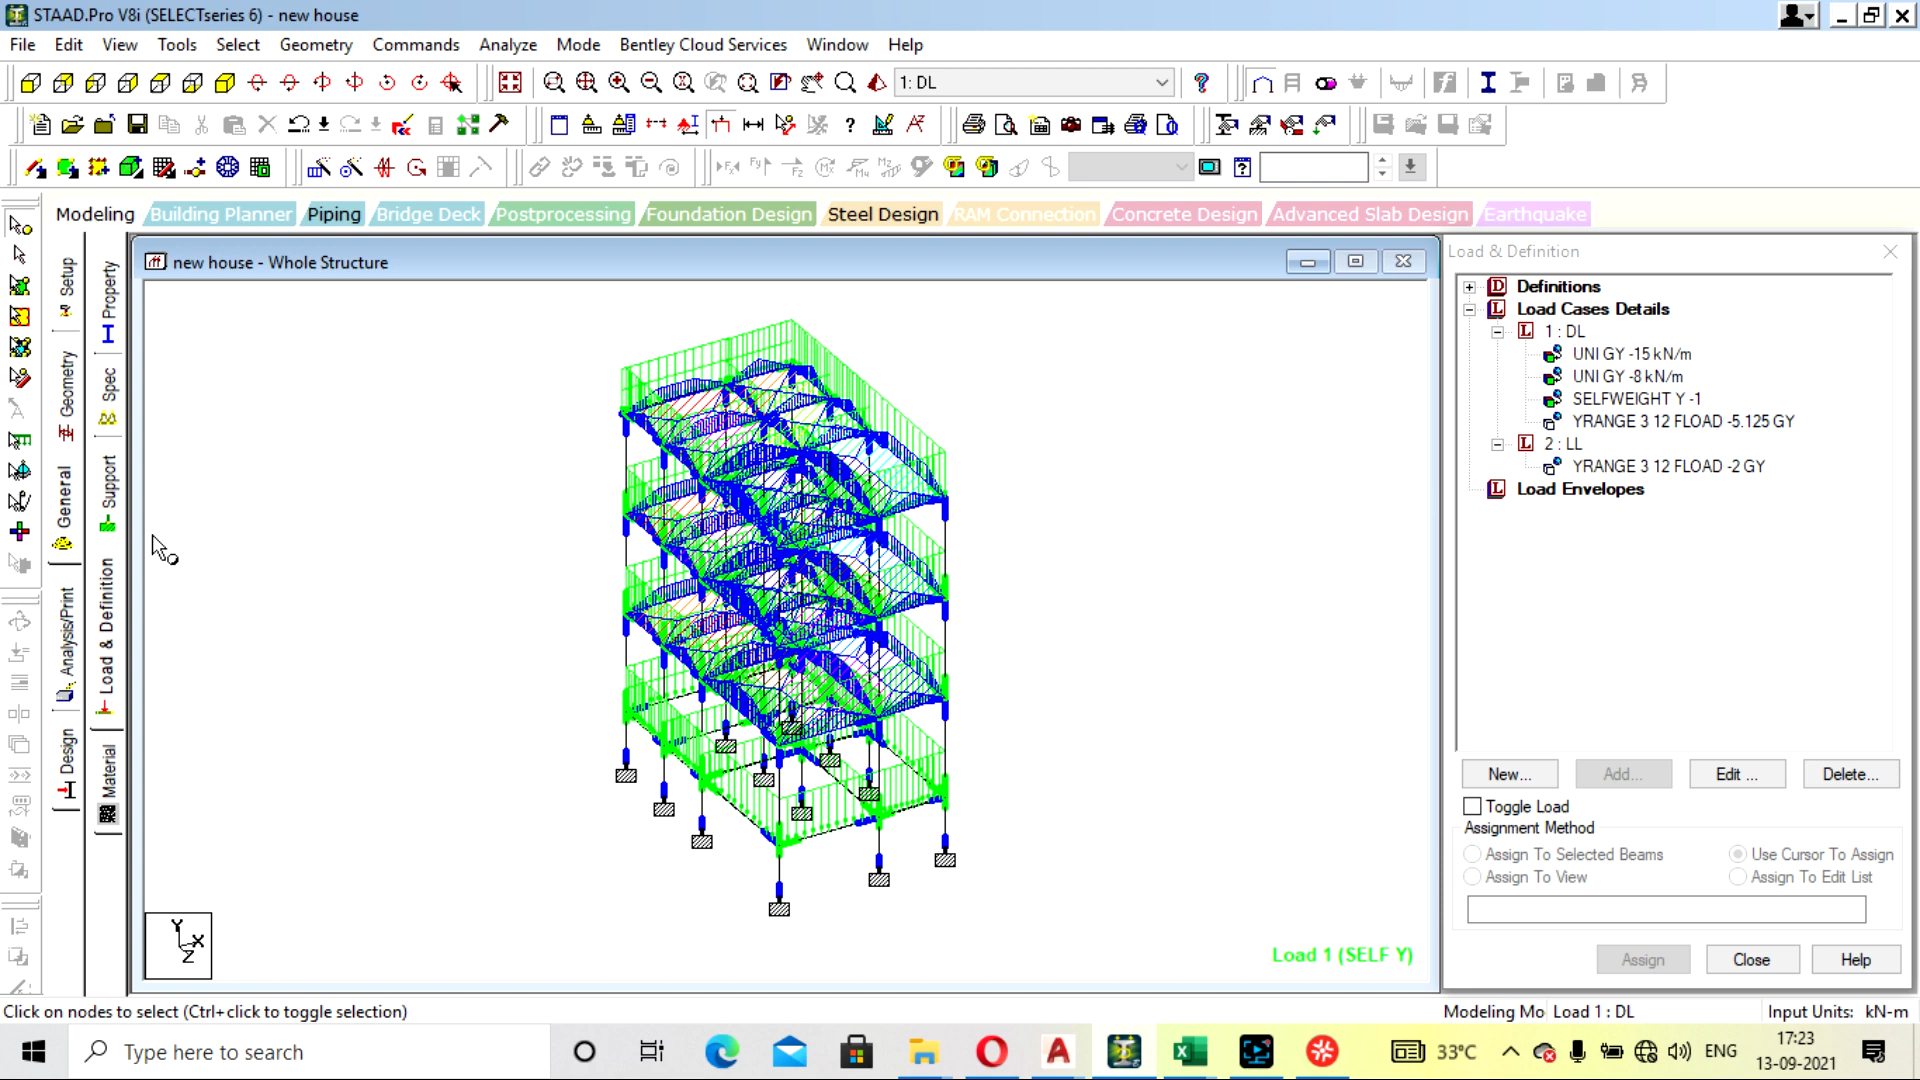 STAAD.Pro V8i (SELECTseries 6) - new house
File Edit View Tools Select Geometry Commands Analyze Mode Bentley Cloud Services Window Help
1: DL
Modeling Building Planner Piping Bridge Deck Postprocessing Foundation Design Steel Design RAM Connection Concrete Design Advanced Slab Design Earthquake
Setup
Geometry
General
Analysis/Print
Design
Property
Spec
Support
Load & Definition
Material
new house - Whole Structure
Y
X
Z
Load 1 (SELF Y)
Load & Definition
Definitions
Load Cases Details
1 : DL
UNI GY -15 kN/m
UNI GY -8 kN/m
SELFWEIGHT Y -1
YRANGE 3 12 FLOAD -5.125 GY
2 : LL
YRANGE 3 12 FLOAD -2 GY
Load Envelopes
New... Add... Edit ... Delete...
Toggle Load
Assignment Method
Assign To Selected Beams Use Cursor To Assign
Assign To View Assign To Edit List
Assign Close Help
Click on nodes to select (Ctrl+click to toggle selection) Modeling Mo Load 1 : DL Input Units: kN-m
Type here to search 33°C ENG
17:23
13-09-2021